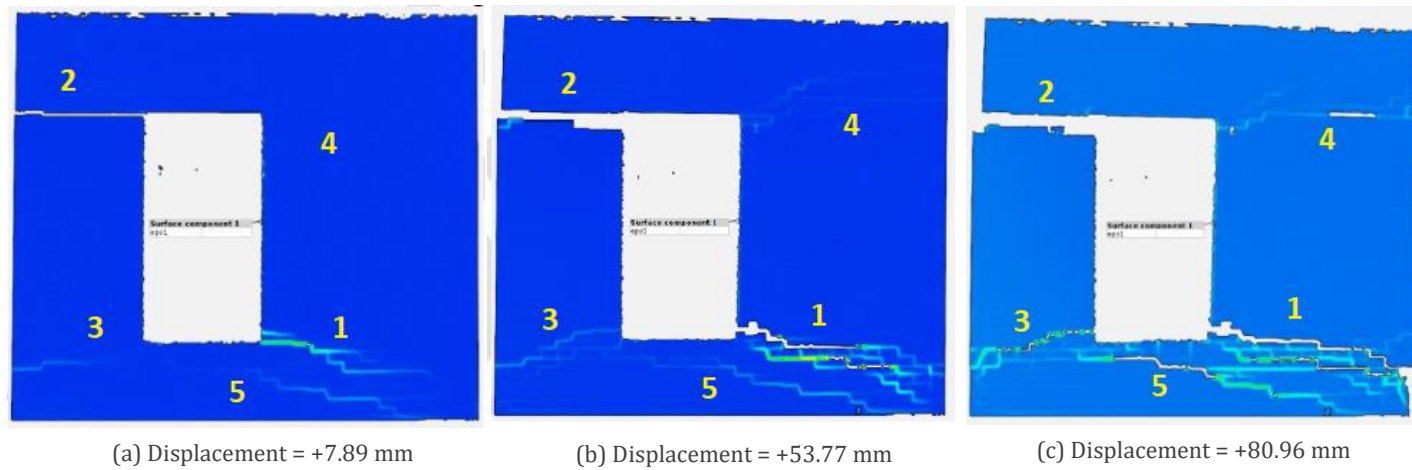 2
4
3
1
5
Surface component 1
eps1
2
4
3
1
5
Surface component 1
eps1
2
4
3
1
5
Surface component 1
eps1
(a) Displacement = +7.89 mm
(b) Displacement = +53.77 mm
(c) Displacement = +80.96 mm